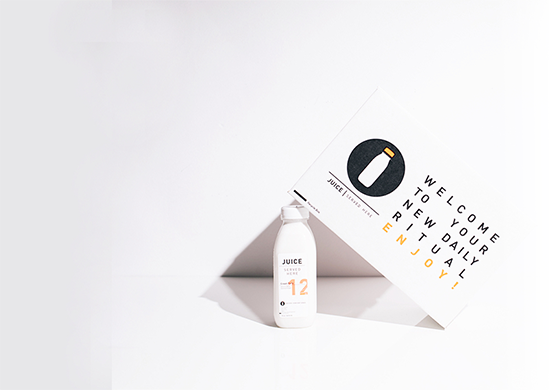 JUICE | SERVED HERE
WELCOME
TO YOUR
NEW DAILY
RITUAL
ENJOY!
JUICE
SERVED
HERE
12